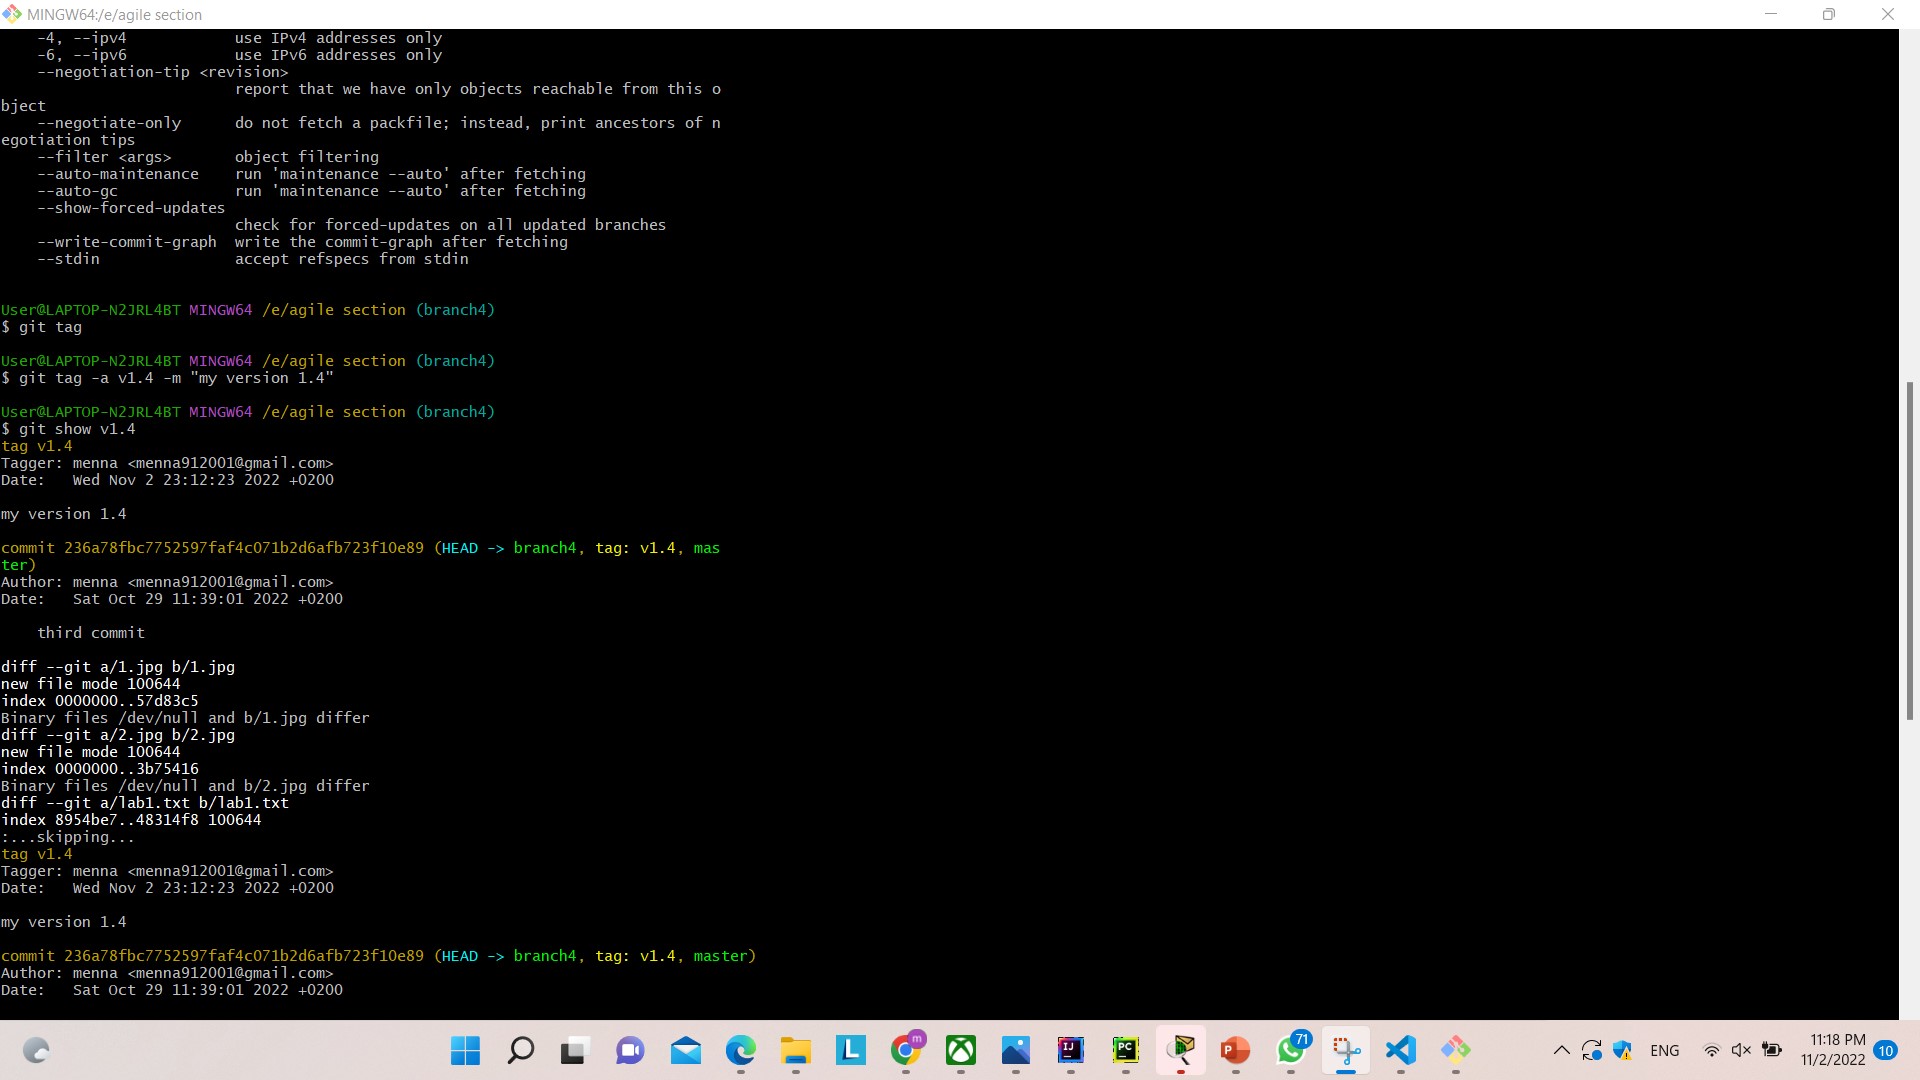 MINGW64:/e/agile section
-4, --ipv4 use IPv4 addresses only
-6, --ipv6 use IPv6 addresses only
--negotiation-tip <revision>
report that we have only objects reachable from this o
bject
--negotiate-only do not fetch a packfile; instead, print ancestors of n
egotiation tips
--filter <args> object filtering
--auto-maintenance run 'maintenance --auto' after fetching
--auto-gc run 'maintenance --auto' after fetching
--show-forced-updates
check for forced-updates on all updated branches
--write-commit-graph write the commit-graph after fetching
--stdin accept refspecs from stdin
User@LAPTOP-N2JRL4BT MINGW64 /e/agile section (branch4)
$ git tag
User@LAPTOP-N2JRL4BT MINGW64 /e/agile section (branch4)
$ git tag -a v1.4 -m "my version 1.4"
User@LAPTOP-N2JRL4BT MINGW64 /e/agile section (branch4)
$ git show v1.4
tag v1.4
Tagger: menna <menna912001@gmail.com>
Date: Wed Nov 2 23:12:23 2022 +0200
my version 1.4
commit 236a78fbc7752597faf4c071b2d6afb723f10e89 (HEAD -> branch4, tag: v1.4, mas
ter)
Author: menna <menna912001@gmail.com>
Date: Sat Oct 29 11:39:01 2022 +0200
third commit
diff --git a/1.jpg b/1.jpg
new file mode 100644
index 0000000..57d83c5
Binary files /dev/null and b/1.jpg differ
diff --git a/2.jpg b/2.jpg
new file mode 100644
index 0000000..3b75416
Binary files /dev/null and b/2.jpg differ
diff --git a/lab1.txt b/lab1.txt
index 8954be7..48314f8 100644
:...skipping...
tag v1.4
Tagger: menna <menna912001@gmail.com>
Date: Wed Nov 2 23:12:23 2022 +0200
my version 1.4
commit 236a78fbc7752597faf4c071b2d6afb723f10e89 (HEAD -> branch4, tag: v1.4, master)
Author: menna <menna912001@gmail.com>
Date: Sat Oct 29 11:39:01 2022 +0200
L m IJ PC P 71 ENG 11:18 PM 10
11/2/2022